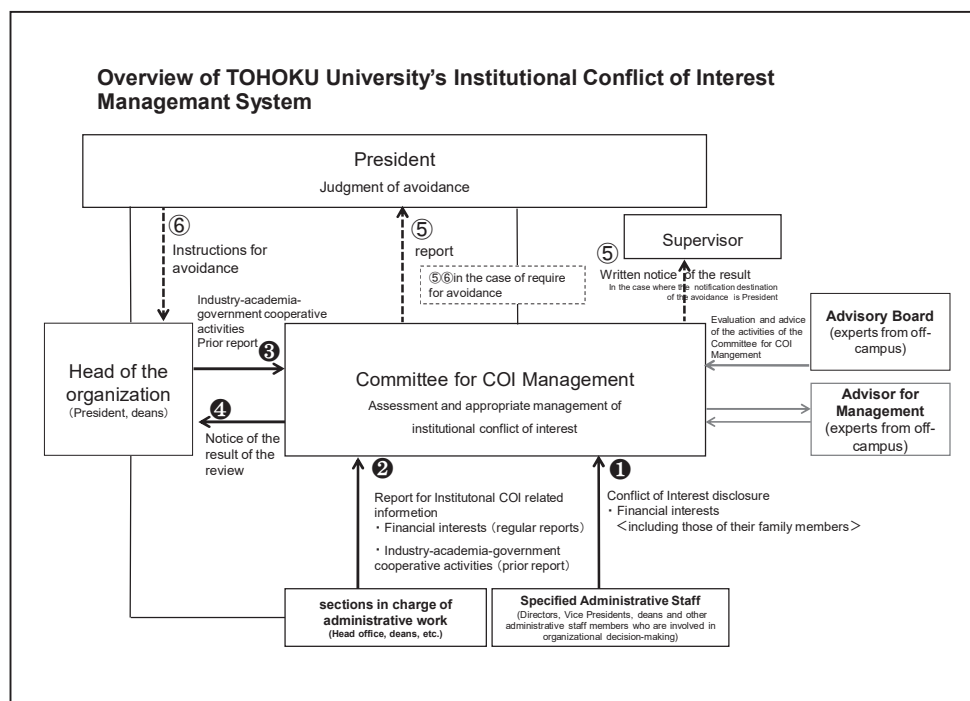 Overview of TOHOKU University's Institutional Conflict of Interest
Managemant System
President
Judgment of avoidance
⑥
Instructions for
avoidance
⑤
report
⑤⑥in the case of require
for avoidance
Supervisor
⑤
Written notice of the result
In the case where the notification destination
of the avoidance is President
Industry-academia-
government cooperative
activities
Prior report
❸
Evaluation and advice
of the activities of the
Committee for COI
Mengement
Advisory Board
(experts from off-
campus)
Head of the
organization
(President, deans)
Committee for COI Management
Assessment and appropriate management of
institutional conflict of interest
Advisor for
Management
(experts from off-
campus)
❹
Notice of the
result of the
review
❷
Report for Institutonal COI related
infomention
・Financial interests (regular reports)
・Industry-academia-government
cooperative activities (prior report)
❶
Conflict of Interest disclosure
・Financial interests
＜including those of their family members＞
sections in charge of
administrative work
(Head office, deans, etc.)
Specified Administrative Staff
(Directors, Vice Presidents, deans and other
administrative staff members who are involved in
organizational decision-making)